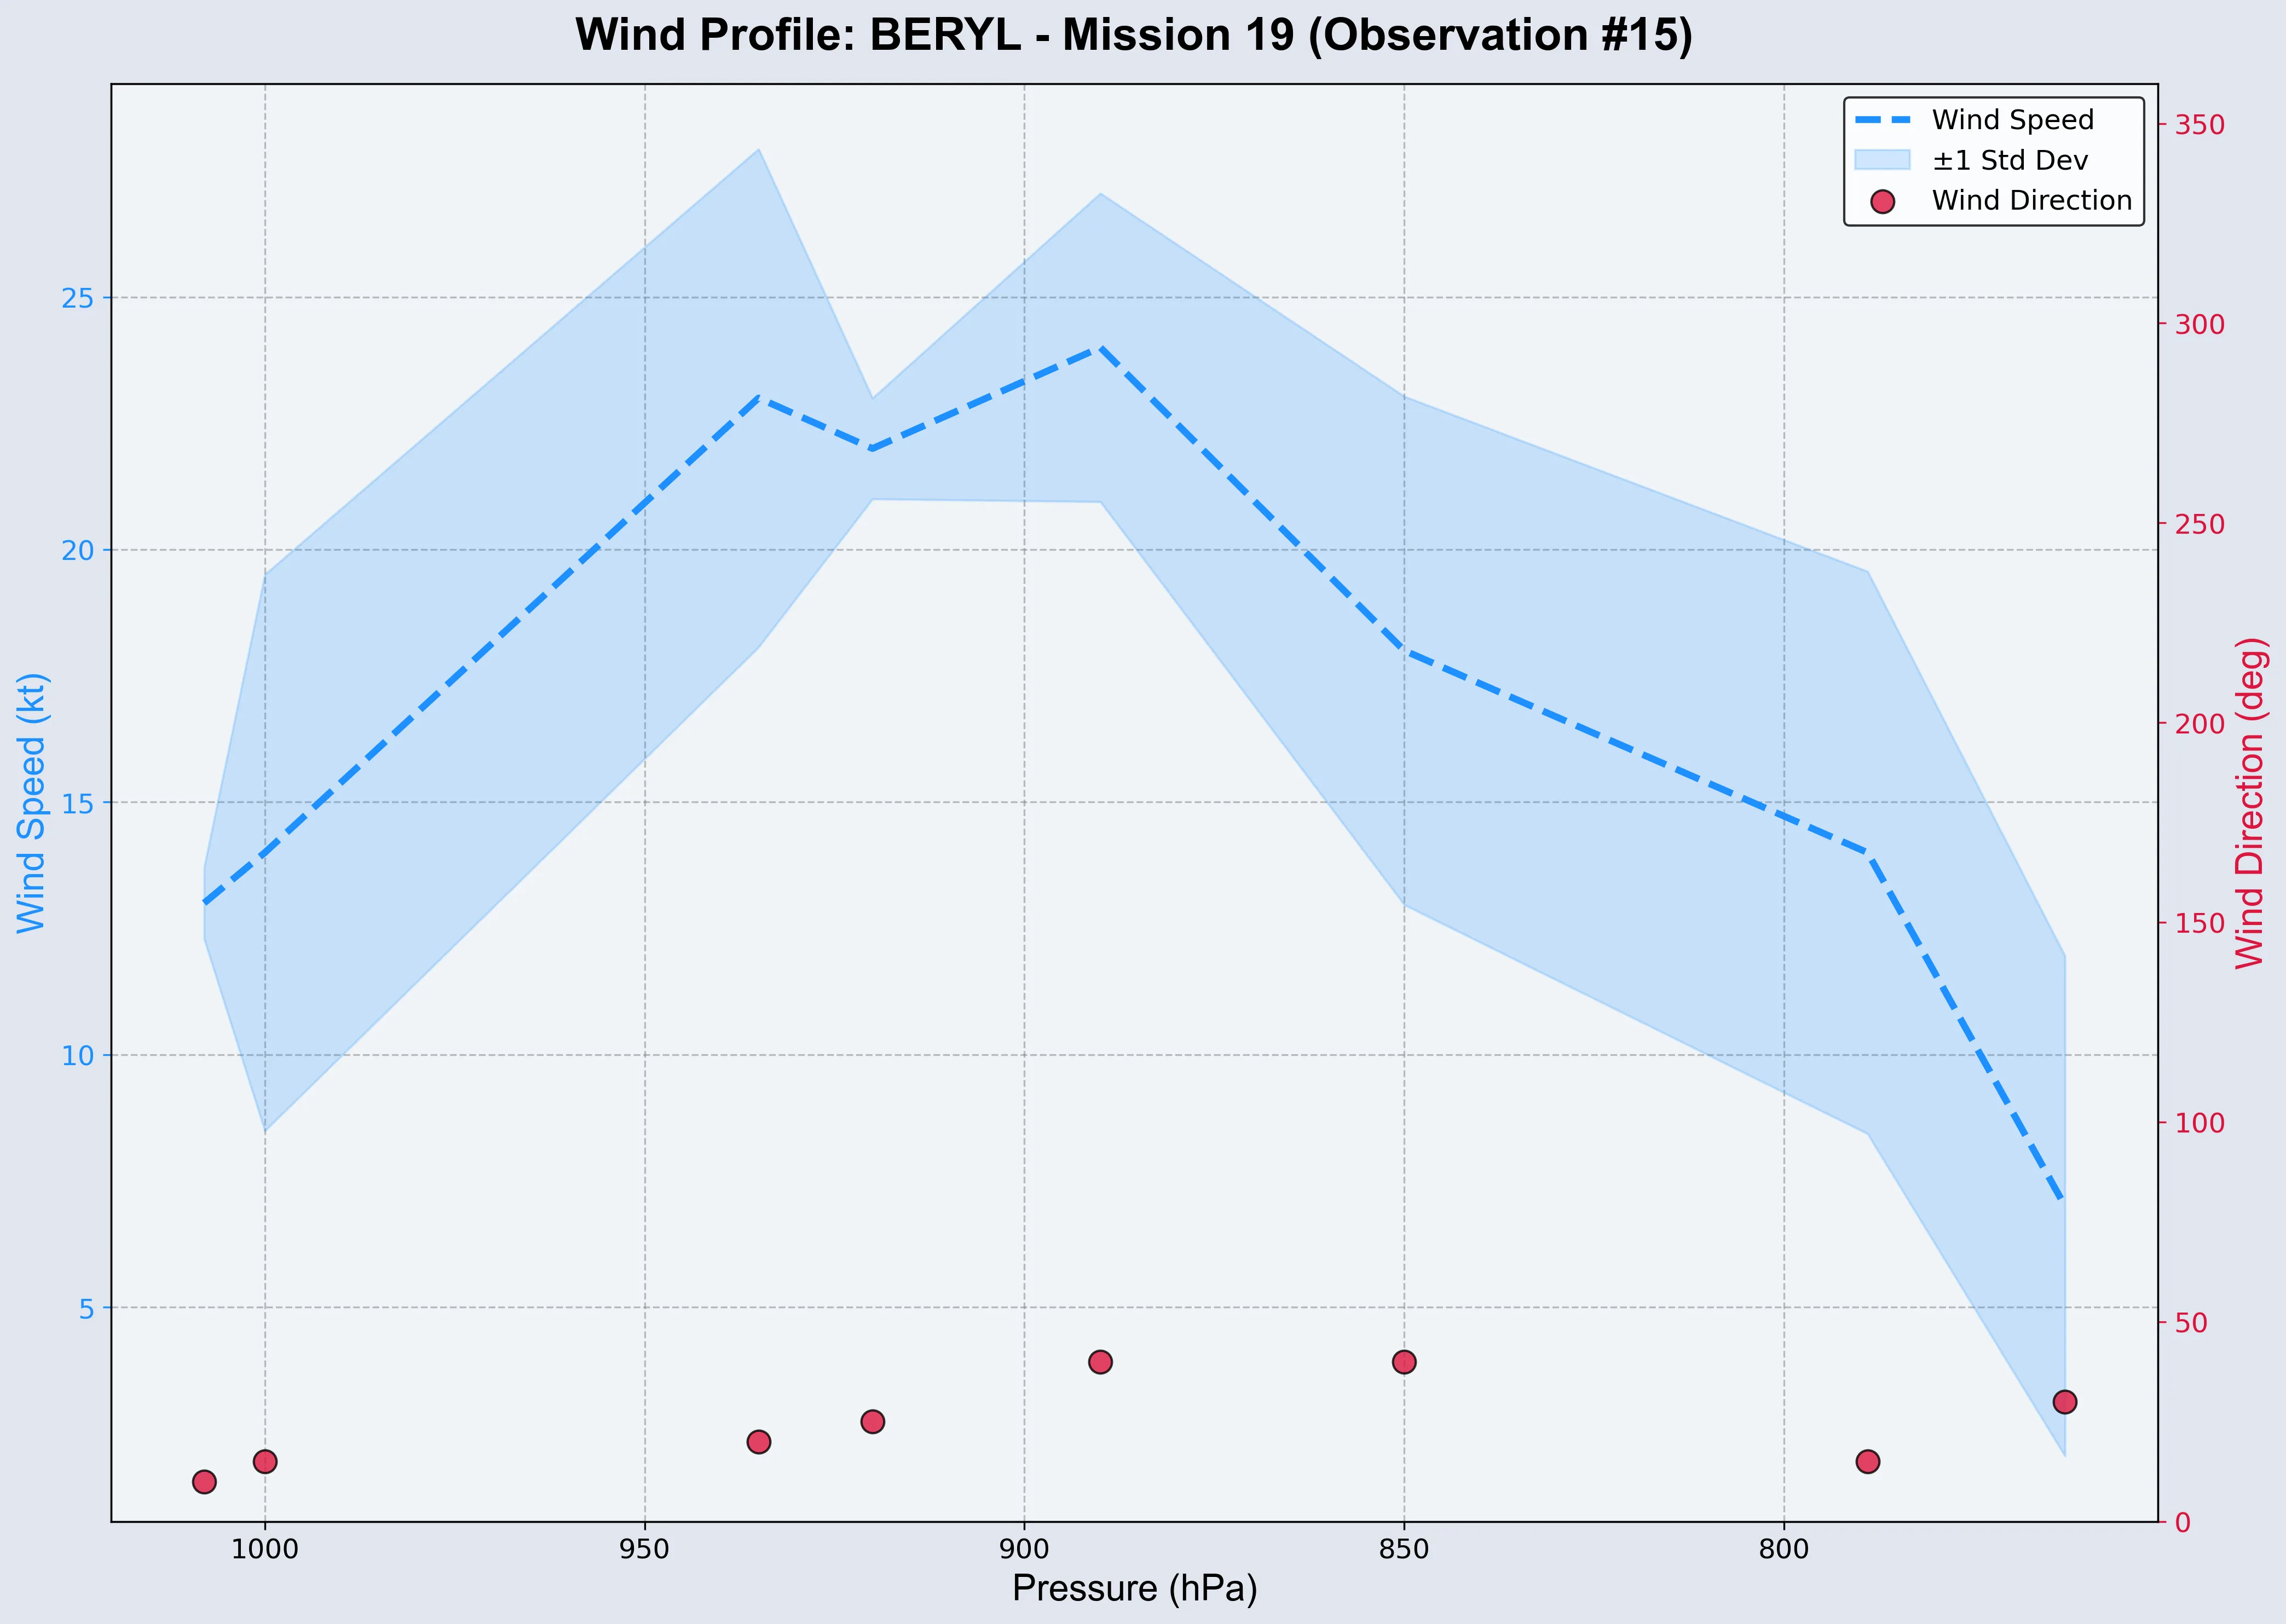 Wind Profile: BERYL - Mission 19 (Observation #15)
Wind Speed
±1 Std Dev
Wind Direction
Wind Speed (kt)
25
20
15
10
5
350
300
250
200
150
100
50
0
Wind Direction (deg)
1000
950
900
850
800
Pressure (hPa)